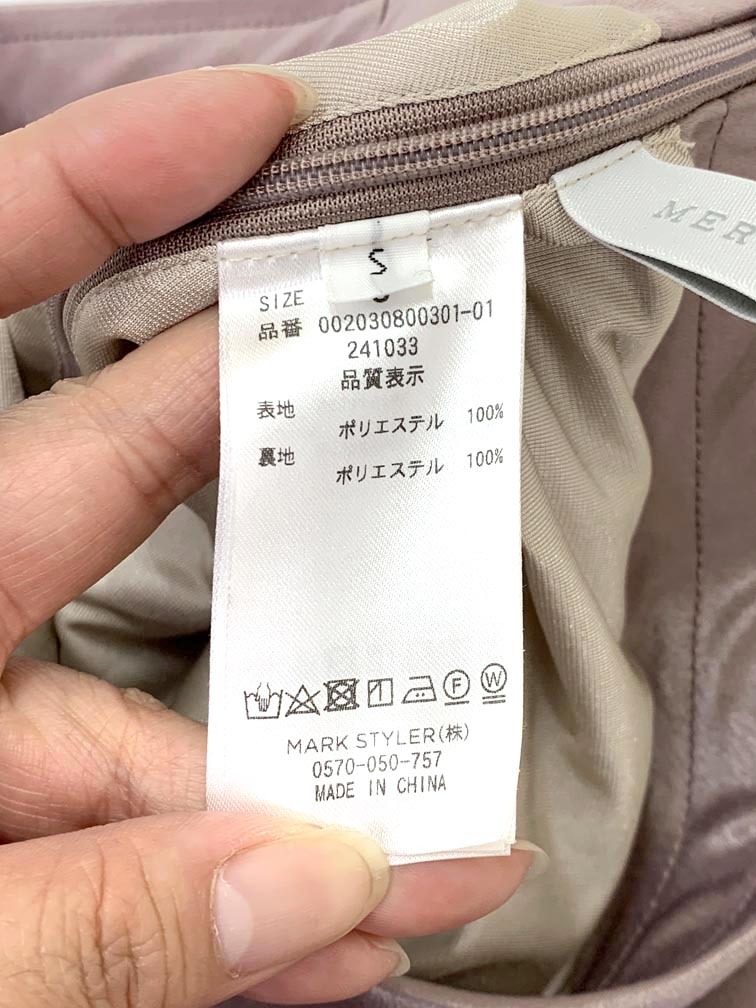 MER
S
SIZE
品番 002030800301-01
241033
品質表示
表地 ポリエステル 100%
裏地 ポリエステル 100%
F W
MARK STYLER(株)
0570-050-757
MADE IN CHINA